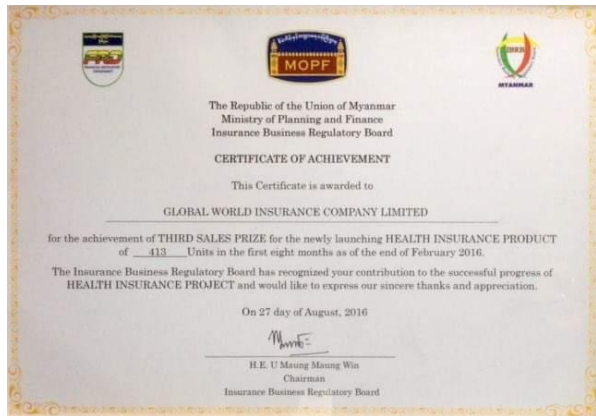 FRD
MOPF
IBRB
MYANMAR
The Republic of the Union of Myanmar
Ministry of Planning and Finance
Insurance Business Regulatory Board
CERTIFICATE OF ACHIEVEMENT
This Certificate is awarded to
GLOBAL WORLD INSURANCE COMPANY LIMITED
for the achievement of THIRD SALES PRIZE for the newly launching HEALTH INSURANCE PRODUCT
of 413 Units in the first eight months as of the end of February 2016.
The Insurance Business Regulatory Board has recognized your contribution to the successful progress of
HEALTH INSURANCE PROJECT and would like to express our sincere thanks and appreciation.
On 27 day of August, 2016
H.E. U Maung Maung Win
Chairman
Insurance Business Regulatory Board